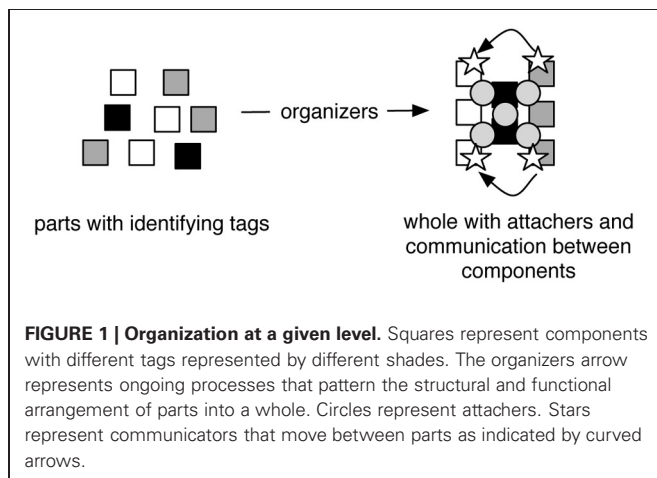 organizers
parts with identifying tags
whole with attachers and
communication between
components
FIGURE 1 | Organization at a given level. Squares represent components
with different tags represented by different shades. The organizers arrow
represents ongoing processes that pattern the structural and functional
arrangement of parts into a whole. Circles represent attachers. Stars
represent communicators that move between parts as indicated by curved
arrows.